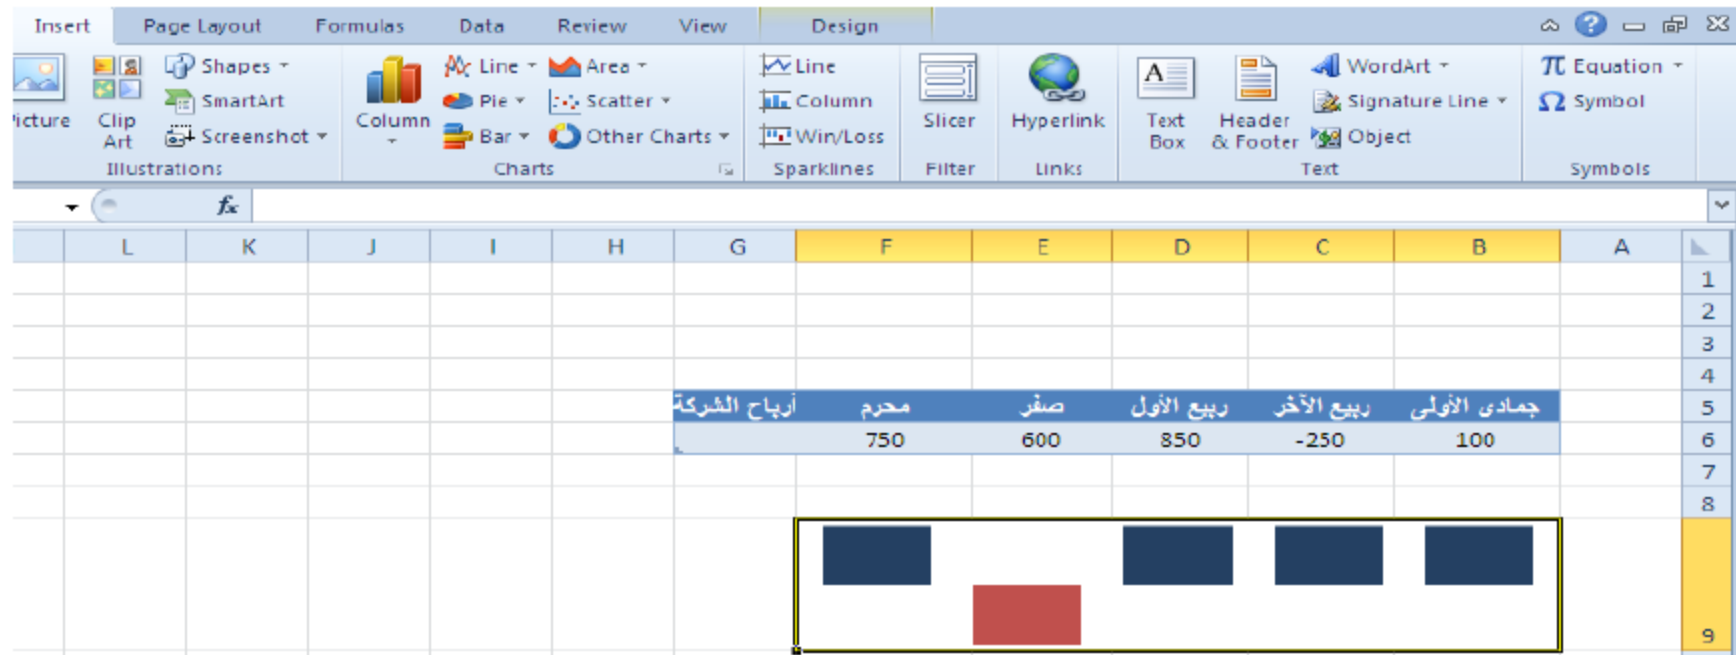 Insert Page Layout Formulas Data Review View Design
Shapes Line Area Line WordArt Equation
SmartArt Pie Scatter Column Signature Line Symbol
Picture Clip Art Screenshot Column Bar Other Charts Win/Loss Slicer Hyperlink Text Box Header & Footer Object
Illustrations Charts Sparklines Filter Links Text Symbols
fx
L K J I H G F E D C B A
1
2
3
4
جمادى الأولى ربيع الآخر ربيع الأول صفر محرم أرباح الشركة 5
750 600 850 -250 100 6
7
8
9